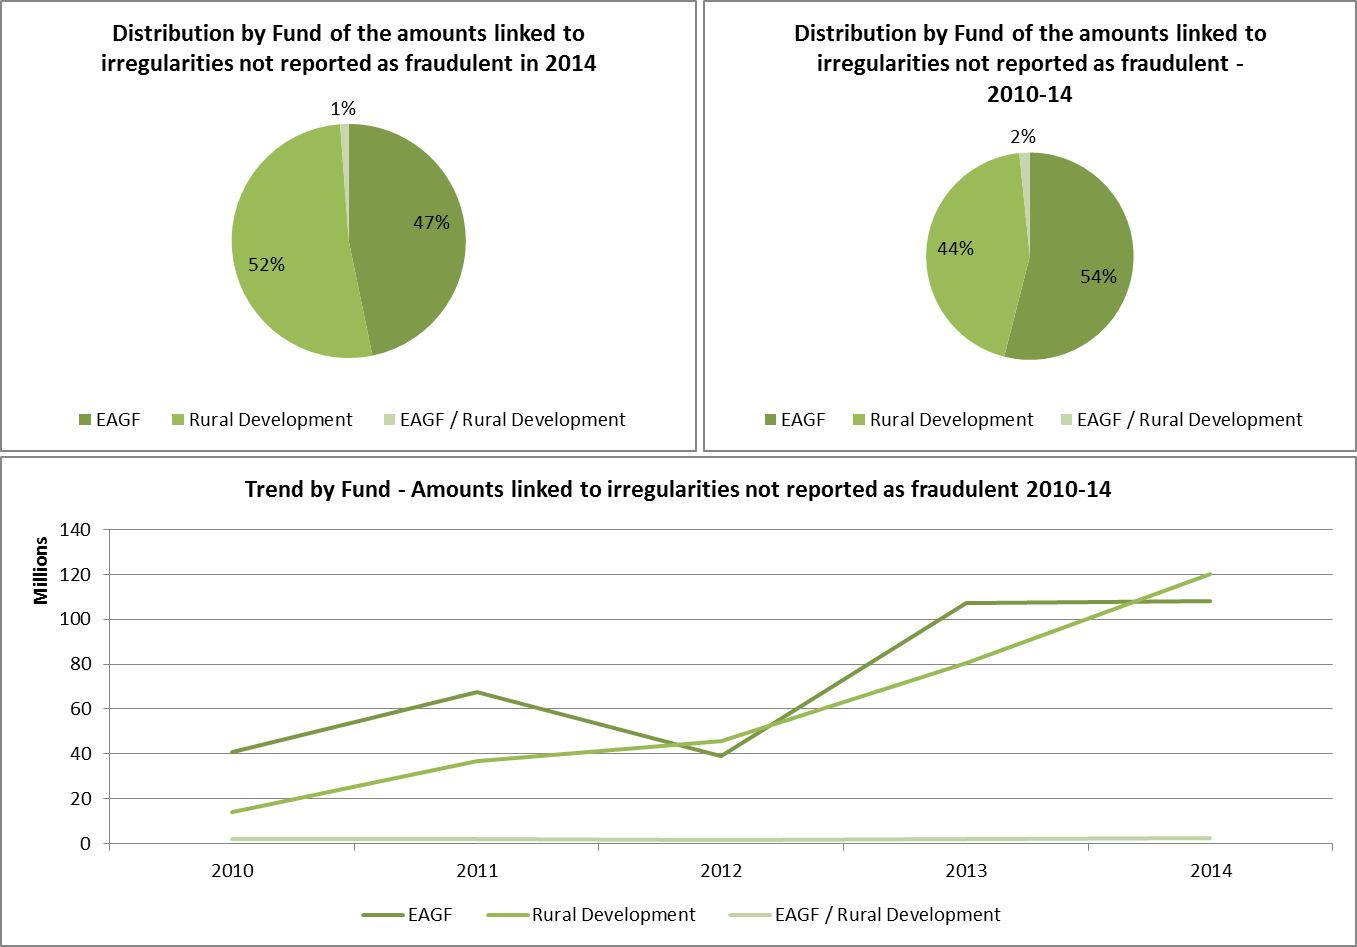 Distribution by Fund of the amounts linked to
irregularities not reported as fraudulent in 2014
1%
47%
52%
EAGF Rural Development EAGF / Rural Development
Distribution by Fund of the amounts linked to
irregularities not reported as fraudulent -
2010-14
2%
44%
54%
EAGF Rural Development EAGF / Rural Development
Trend by Fund - Amounts linked to irregularities not reported as fraudulent 2010-14
Millions
140
120
100
80
60
40
20
0
2010 2011 2012 2013 2014
EAGF Rural Development EAGF / Rural Development